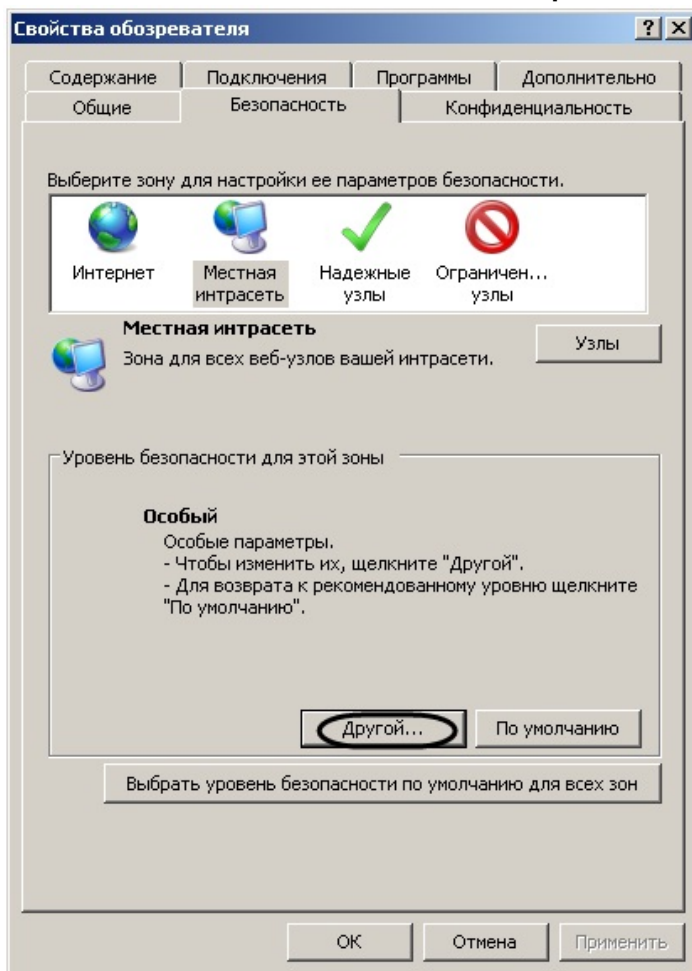 Свойства обозревателя
Содержание Подключения Программы Дополнительно
Общие Безопасность Конфиденциальность
Выберите зону для настройки ее параметров безопасности.
Интернет Местная интрасеть Надежные узлы Ограничен... узлы
Местная интрасеть
Зона для всех веб-узлов вашей интрасети.
Узлы
Уровень безопасности для этой зоны
Особый
Особые параметры.
- Чтобы изменить их, щелкните "Другой".
- Для возврата к рекомендованному уровню щелкните
"По умолчанию".
Другой... По умолчанию
Выбрать уровень безопасности по умолчанию для всех зон
ОК Отмена Применить